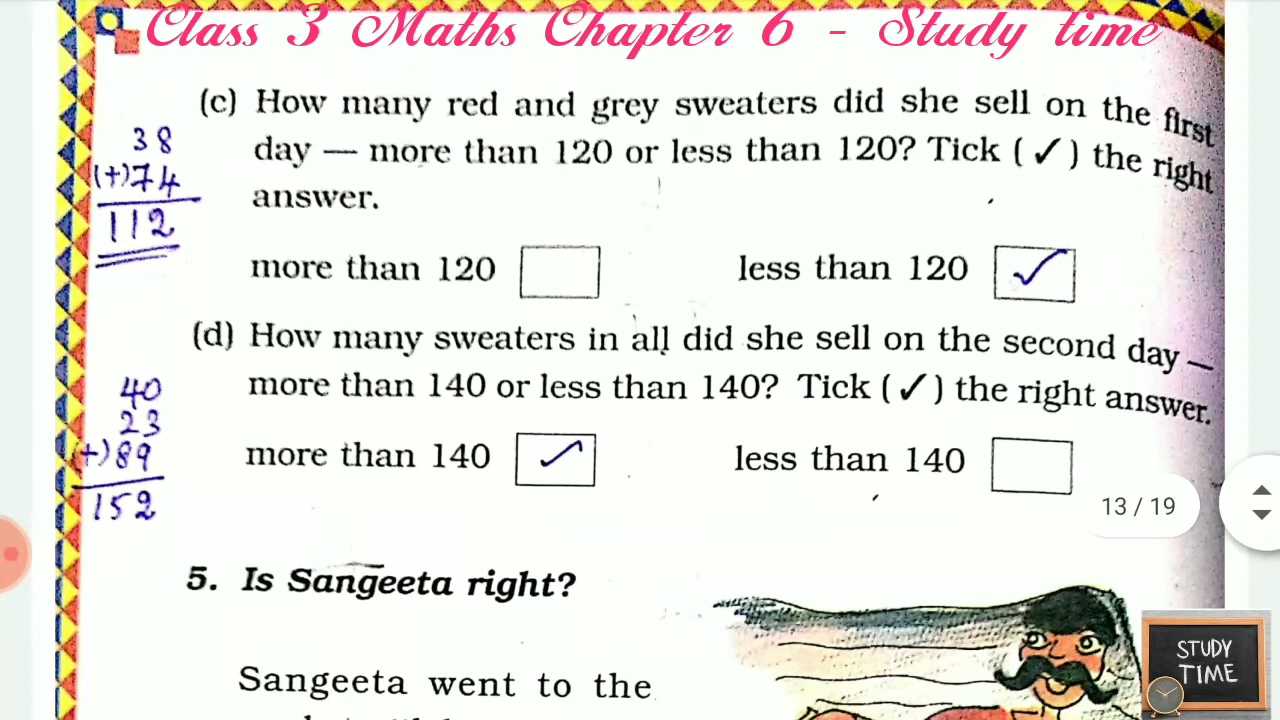 Class 3 Maths Chapter 6 - Study time
(c) How many red and grey sweaters did she sell on the first
day — more than 120 or less than 120? Tick ( ✓ ) the right
answer.
38
(+)74
112
more than 120
less than 120 ✓
(d) How many sweaters in all did she sell on the second day —
more than 140 or less than 140? Tick ( ✓ ) the right answer.
40
23
(+)89
152
more than 140 ✓
less than 140
13 / 19
5. Is Sangeeta right?
Sangeeta went to the
STUDY
TIME